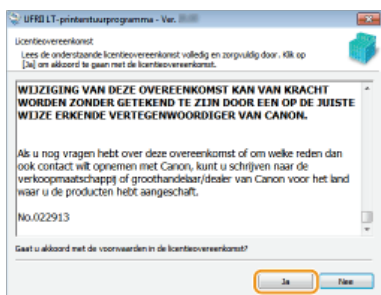 UFRII LT-printerstuurprogramma - Ver.
Licentieovereenkomst
Lees de onderstaande licentieovereenkomst volledig en zorgvuldig door. Klik op
[Ja] om akkoord te gaan met de licentieovereenkomst.
WIJZIGING VAN DEZE OVEREENKOMST KAN VAN KRACHT
WORDEN ZONDER GETEKEND TE ZIJN DOOR EEN OP DE JUISTE
WIJZE ERKENDE VERTEGENWOORDIGER VAN CANON.
Als u nog vragen hebt over deze overeenkomst of om welke reden dan
ook contact wilt opnemen met Canon, kunt u schrijven naar de
verkoopmaatschappij of groothandelaar/dealer van Canon voor het land
waar u de producten hebt aangeschaft.
No.022913
Gaat u akkoord met de voorwaarden in de licentieovereenkomst?
Ja Nee